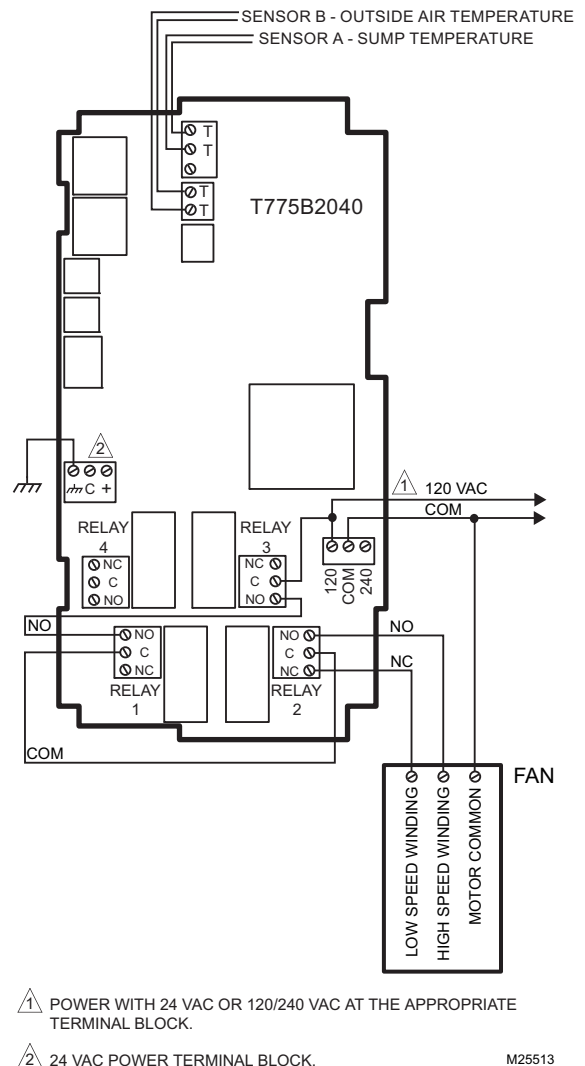 SENSOR B - OUTSIDE AIR TEMPERATURE
SENSOR A - SUMP TEMPERATURE
T
T
T
T
T775B2040
2
C +
1
120 VAC
COM
RELAY
4
NC
C
NO
RELAY
3
NC
C
NO
120
COM
240
NO
NO
C
NC
RELAY
1
NO
C
NC
RELAY
2
NO
NC
COM
FAN
LOW SPEED WINDING
HIGH SPEED WINDING
MOTOR COMMON
1 POWER WITH 24 VAC OR 120/240 VAC AT THE APPROPRIATE
TERMINAL BLOCK.
2 24 VAC POWER TERMINAL BLOCK.
M25513